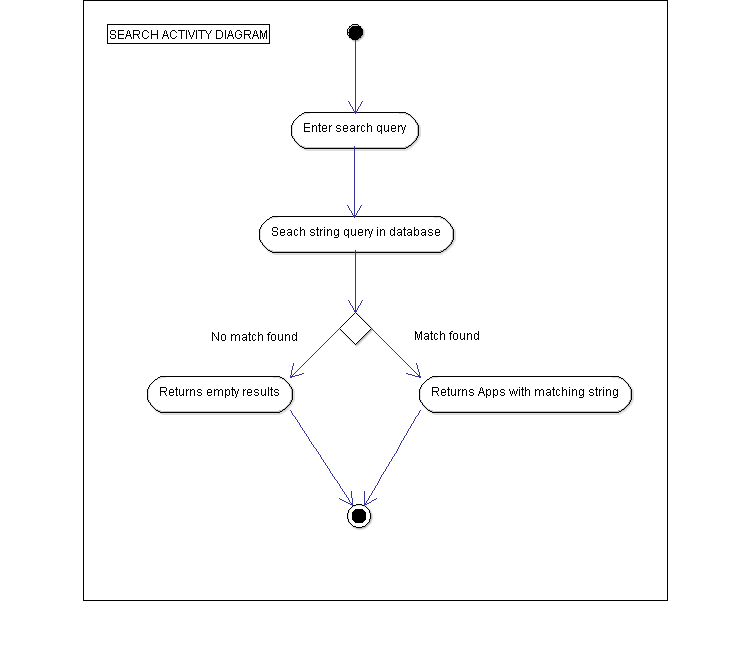 SEARCH ACTIVITY DIAGRAM
Enter search query
Seach string query in database
No match found
Match found
Returns empty results
Returns Apps with matching string